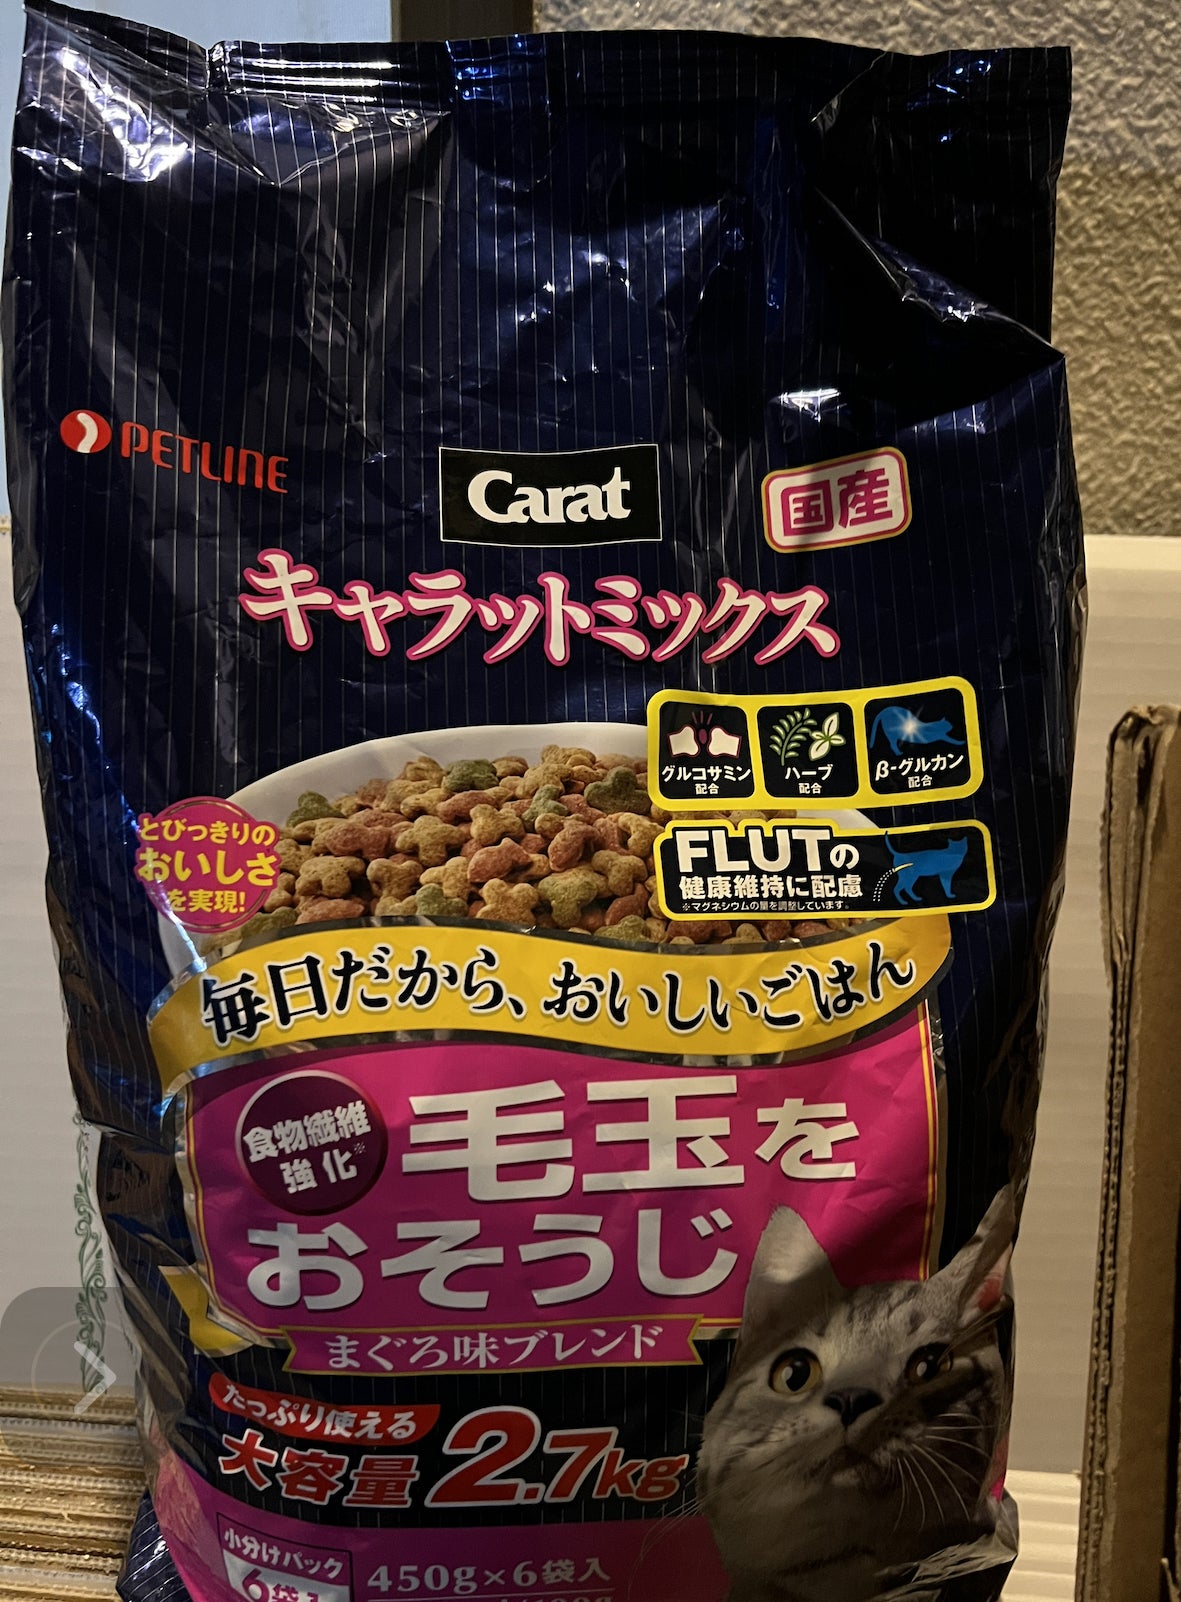 PETLINE
Carat
国産
キャラットミックス
グルコサミン
配合
ハーブ
配合
β-グルカン
配合
FLUTの
健康維持に配慮
※マグネシウムの量を調整しています。
とびっきりの
おいしさ
を実現!
毎日だから、おいしいごはん
食物繊維
強化※
毛玉を
おそうじ
まぐろ味ブレンド
たっぷり使える
大容量 2.7kg
小分けパック
6袋入
450g×6袋入